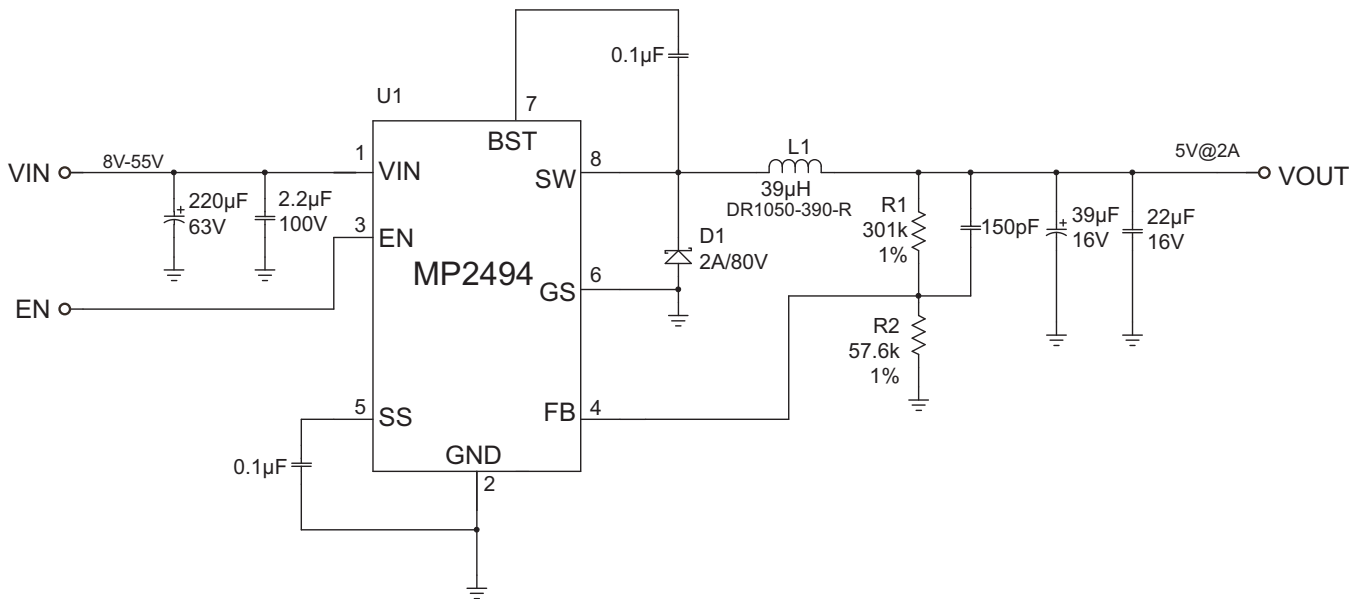 0.1µF
U1
7
BST
VIN
8V-55V
1
VIN
220µF
63V
+
2.2µF
100V
3
EN
EN
MP2494
8
SW
L1
39µH
DR1050-390-R
5V@2A
VOUT
D1
2A/80V
6
GS
R1
301k
1%
150pF
+
39µF
16V
22µF
16V
R2
57.6k
1%
5
SS
FB
4
0.1µF
GND
2